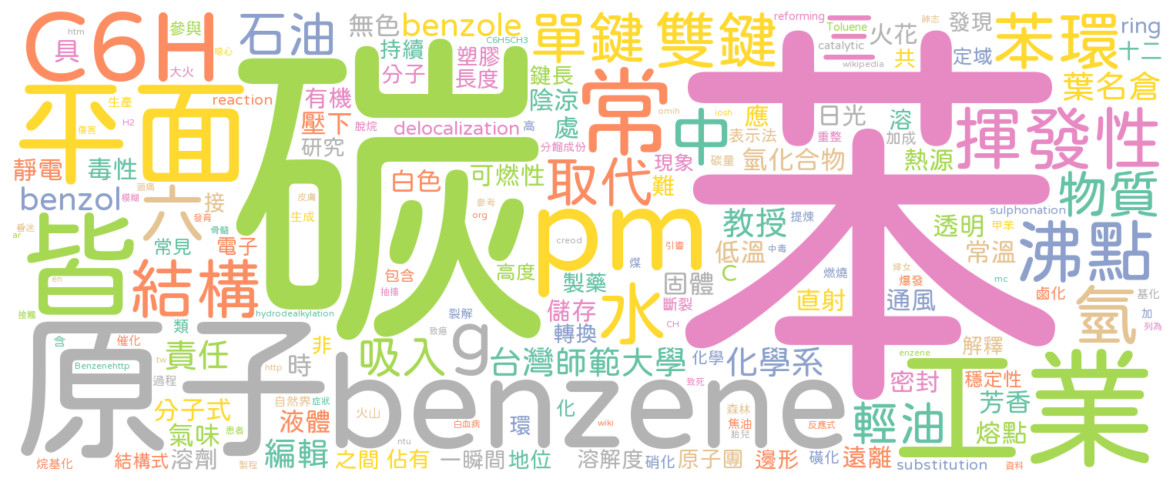 碳
苯
benzene
原子
工業
平面
皆
C6H
pm
常
結構
揮發性
沸點
單鍵
雙鍵
苯環
石油
中
三
水
六
g
氫
取代
物質
吸入
輕油
benzol
benzole
葉名倉
台灣師範大學
化學系
教授
責任
編輯
無色
持續
分子
塑膠
長度
鍵長
陰涼
處
有機
壓下
研究
delocalization
reaction
靜電
毒性
白色
可燃性
接
常見
電子
火花
發現
ring
十二
定域
共
日光
應
溶
表示法
加成
現象
氫化合物
熱源
難
低溫
透明
常溫
固體
C
直射
通風
儲存
轉換
製藥
高度
包含
斷裂
解釋
密封
穩定性
芳香
熔點
遠離
邊形
原子團
溶解度
地位
一瞬間
佔有
之間
液體
溶劑
結構式
氣味
分子式
類
時
非
環
化
化學
substitution
sulphonation
hydrodealkylation
catalytic
reforming
Toluene
wikipedia
C6H5CH3
參與
具
htm
大火
噁心
生產
H2
傷害
脫烷
高
分餾成份
碳量
重整
omih
iosh
提煉
甲苯
引靈
中毒
燃燒
婦女
爆發
mc
鹵化
基化
加
列為
煤
creod
org
參考
皮膚
生成
骨髓
發育
模糊
頭痛
昏迷
ar
en
接觸
含
催化
tw
Benzenehttp
過程
http
自然界
症狀
火山
患者
烷基化
製程
白血病
ntu
wiki
硝化
焦油
森林
胎兒
磺化
反應式
資料
enzene
致死
CH
致癌
裂解
抽搐